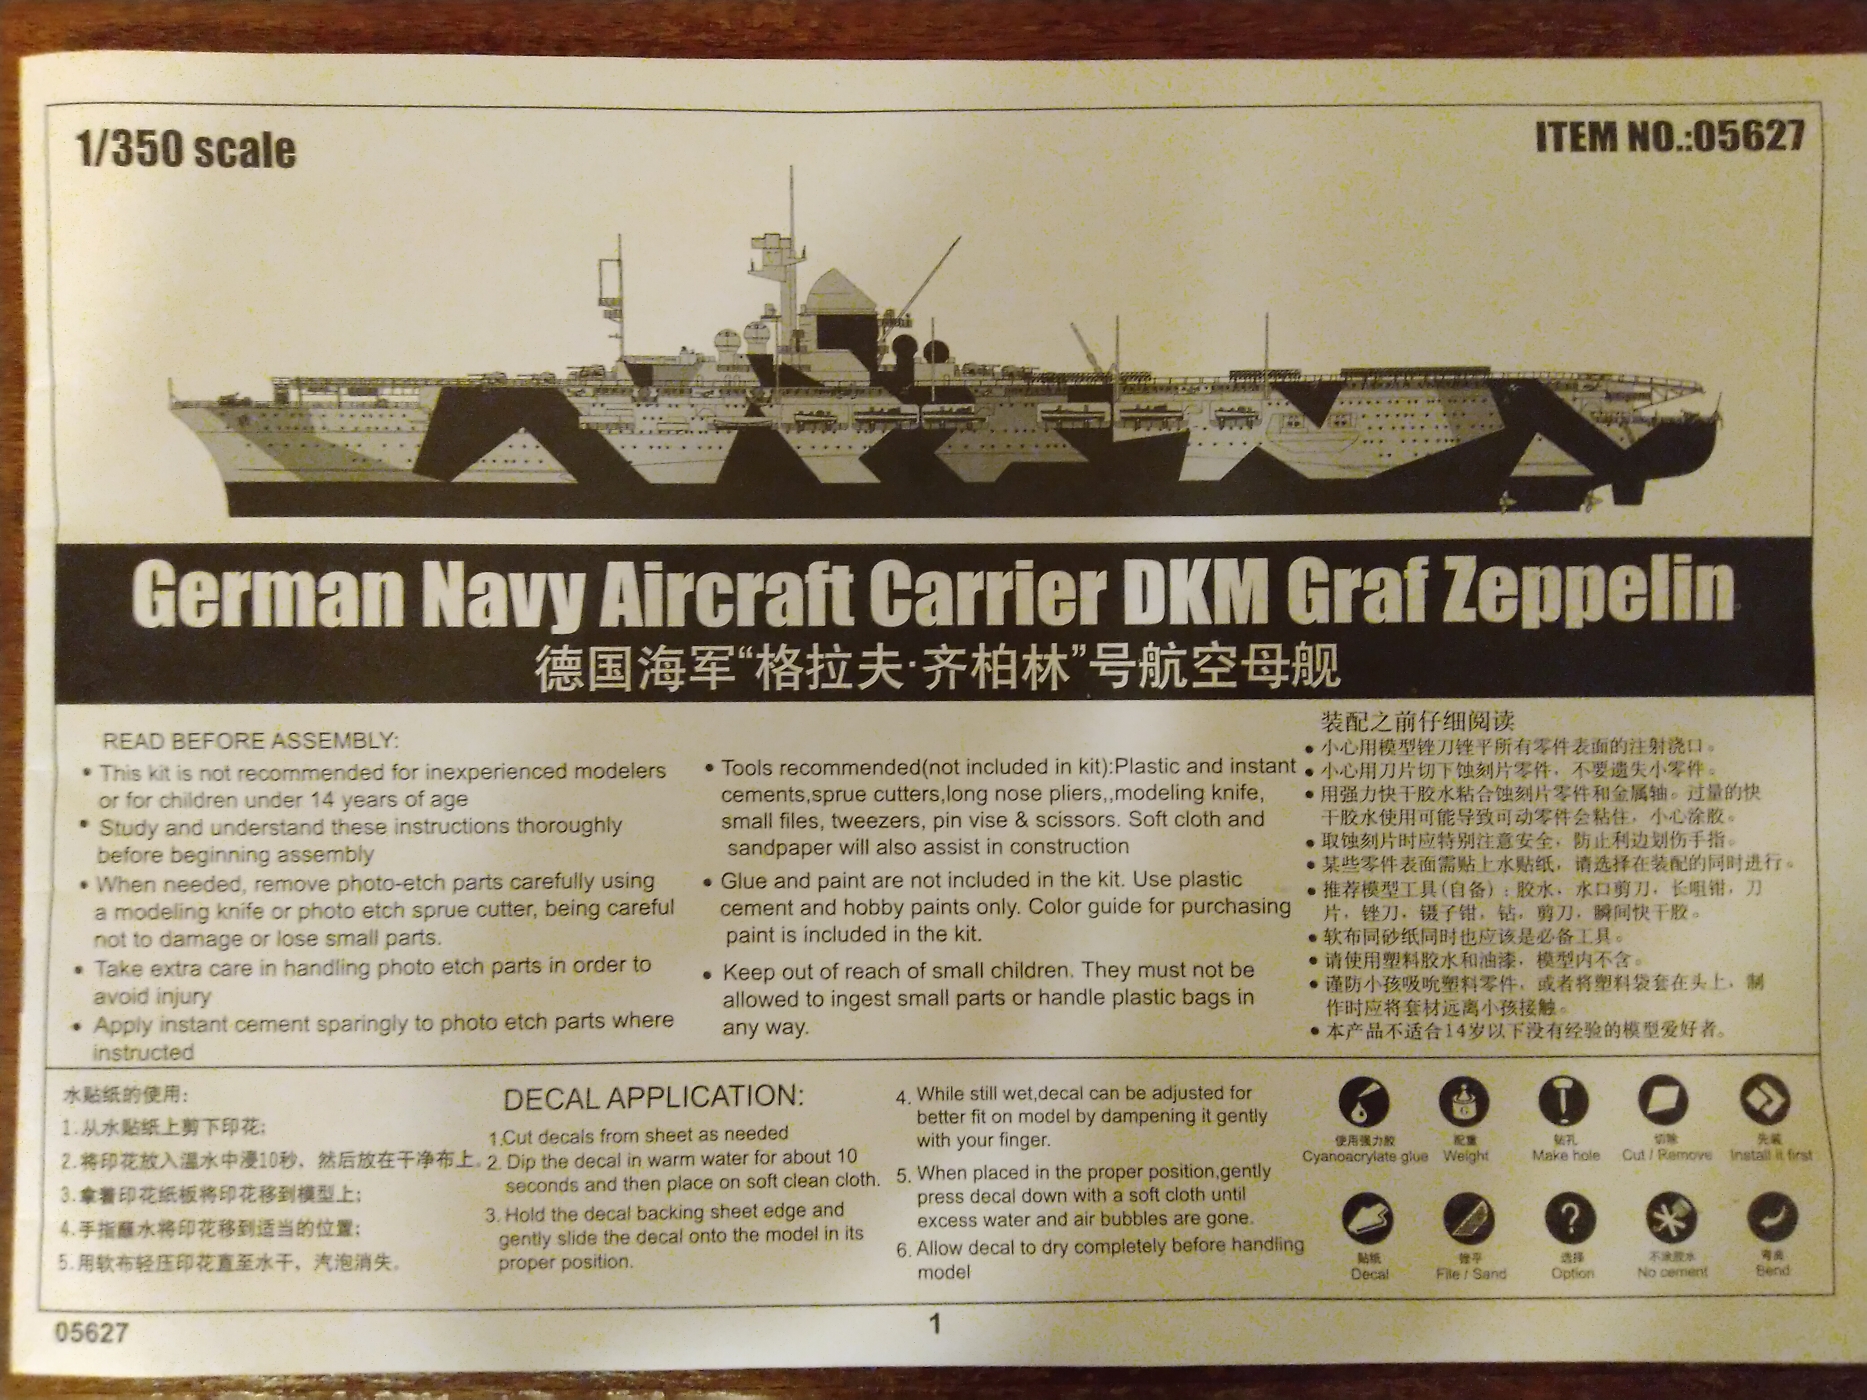 1/350 scale
ITEM NO.:05627
German Navy Aircraft Carrier DKM Graf Zeppelin
德国海军“格拉夫·齐柏林”号航空母舰
READ BEFORE ASSEMBLY:
• This kit is not recommended for inexperienced modelers
or for children under 14 years of age
• Study and understand these instructions thoroughly
before beginning assembly
• When needed, remove photo-etch parts carefully using
a modeling knife or photo etch sprue cutter, being careful
not to damage or lose small parts.
• Take extra care in handling photo etch parts in order to
avoid injury
• Apply instant cement sparingly to photo etch parts where
instructed
• Tools recommended(not included in kit):Plastic and instant
cements,sprue cutters,long nose pliers,,modeling knife,
small files, tweezers, pin vise & scissors. Soft cloth and
sandpaper will also assist in construction
• Glue and paint are not included in the kit. Use plastic
cement and hobby paints only. Color guide for purchasing
paint is included in the kit.
• Keep out of reach of small children. They must not be
allowed to ingest small parts or handle plastic bags in
any way.
装配之前仔细阅读
• 小心用模型锉刀锉平所有零件表面的注射浇口。
• 小心用刀片切下蚀刻片零件，不要遗失小零件。
• 用强力快干胶水粘合蚀刻片零件和金属轴。过量的快
干胶水使用可能导致可动零件会粘住，小心涂胶。
• 取蚀刻片时应特别注意安全，防止利边划伤手指。
• 某些零件表面需贴上水贴纸，请选择在装配的同时进行。
• 推荐模型工具(自备)：胶水，水口剪刀，长咀钳，刀
片，锉刀，镊子钳，钻，剪刀，瞬间快干胶。
• 软布同砂纸同时也应该是必备工具。
• 请使用塑料胶水和油漆，模型内不含。
• 谨防小孩吸吮塑料零件，或者将塑料袋套在头上，制
作时应将套材远离小孩接触。
• 本产品不适合14岁以下没有经验的模型爱好者。
水贴纸的使用:
1.从水贴纸上剪下印花;
2.将印花放入温水中浸10秒，然后放在干净布上。
3.拿着印花纸板将印花移到模型上;
4.手指蘸水将印花移到适当的位置;
5.用软布轻压印花直至水干，汽泡消失。
DECAL APPLICATION:
1.Cut decals from sheet as needed
2. Dip the decal in warm water for about 10
seconds and then place on soft clean cloth.
3. Hold the decal backing sheet edge and
gently slide the decal onto the model in its
proper position.
4. While still wet,decal can be adjusted for
better fit on model by dampening it gently
with your finger.
5. When placed in the proper position,gently
press decal down with a soft cloth until
excess water and air bubbles are gone.
6. Allow decal to dry completely before handling
model
使用强力胶 配重 钻孔 切除 先装
G
Cyanoacrylate glue Weight Make hole Cut / Remove Install it first
?
贴纸 锉平 选择 不涂胶水 弯曲
Decal File / Sand Option No cement Bend
05627
1